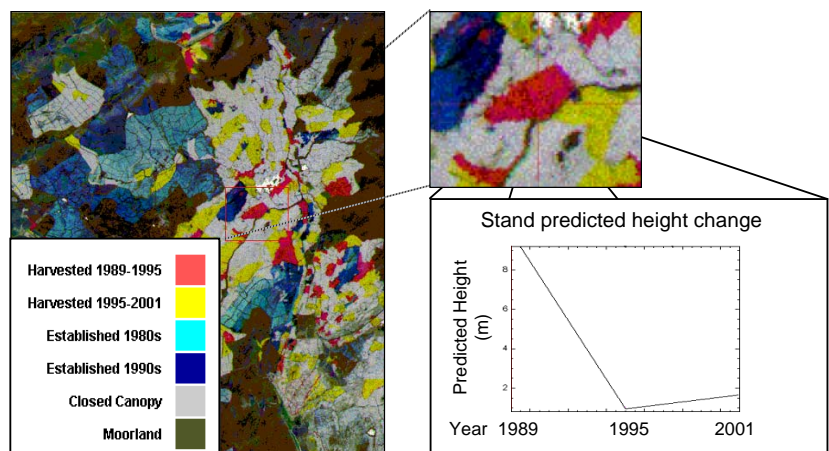 Harvested 1989-1995
Harvested 1995-2001
Established 1980s
Established 1990s
Closed Canopy
Moorland
Stand predicted height change
Predicted Height
(m)
8
6
4
2
Year 1989 1995 2001